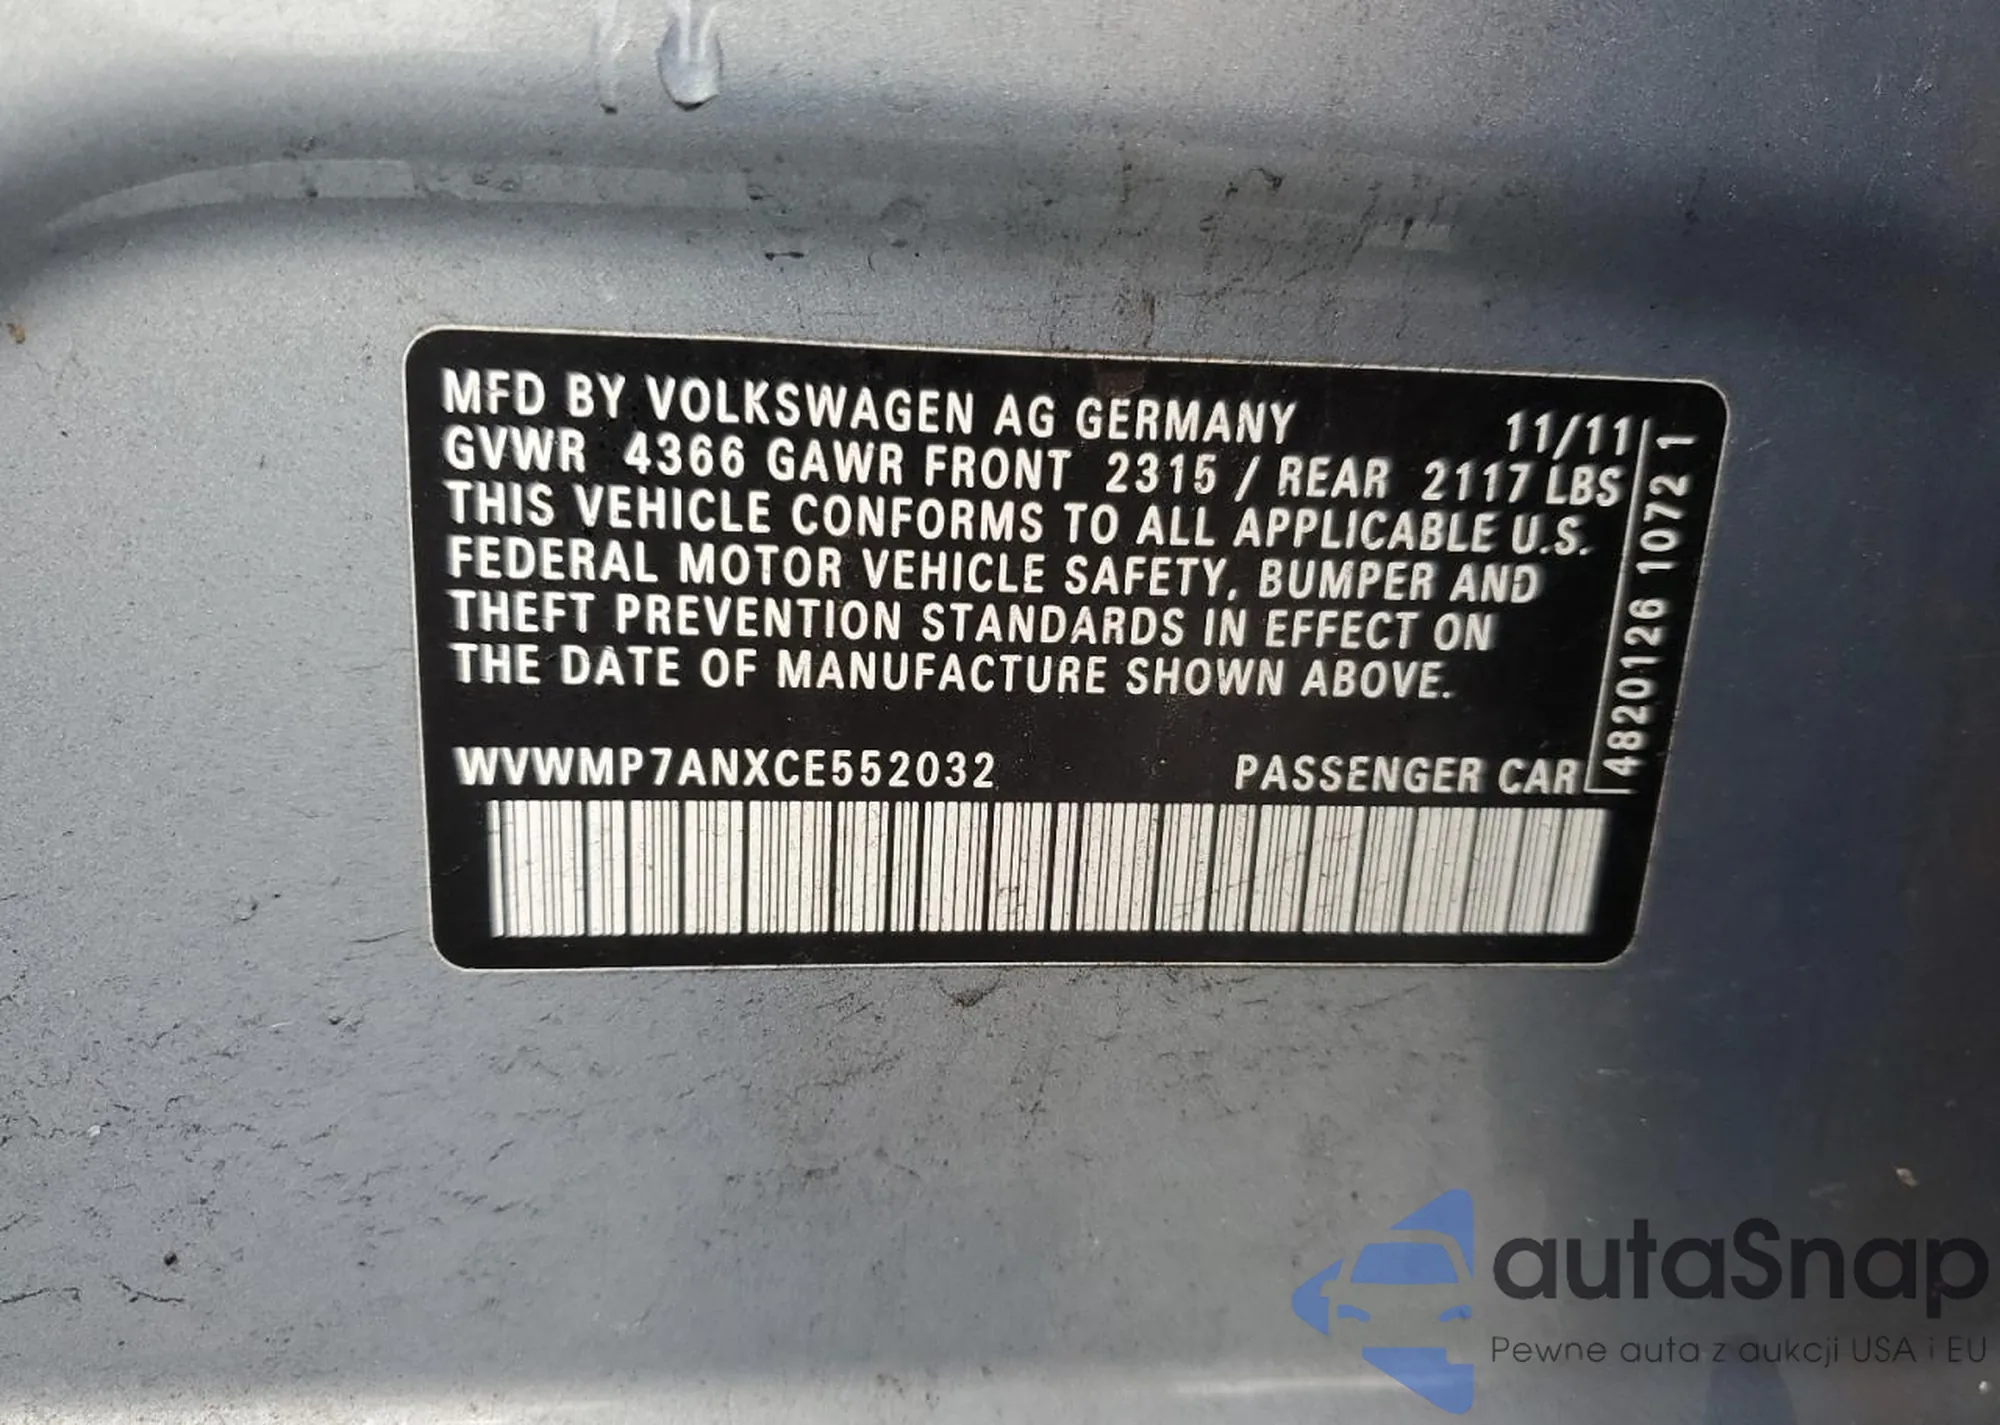 MFD BY VOLKSWAGEN AG GERMANY 11/11
GVWR 4366 GAWR FRONT 2315 / REAR 2117 LBS
THIS VEHICLE CONFORMS TO ALL APPLICABLE U.S.
FEDERAL MOTOR VEHICLE SAFETY, BUMPER AND
THEFT PREVENTION STANDARDS IN EFFECT ON
THE DATE OF MANUFACTURE SHOWN ABOVE.
WVWMP7ANXCE552032 PASSENGER CAR
4820126 1072 1
autaSnap
Pewne auta z aukcji USA i EU